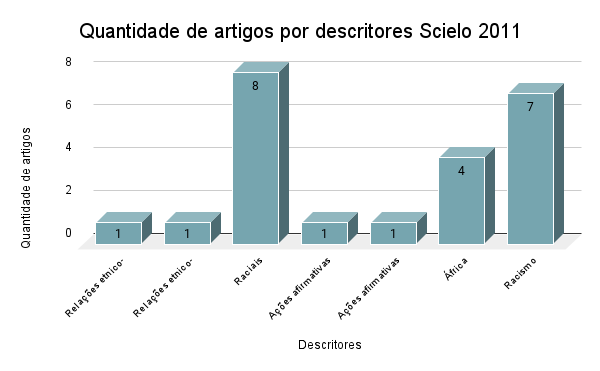 Quantidade de artigos por descritores Scielo 2011
Quantidade de artigos
8
6
4
2
0
1
1
8
1
1
4
7
Relações etnico-
Relações etnico-
Raciais
Ações afirmativas
Ações afirmativas
África
Racismo
Descritores